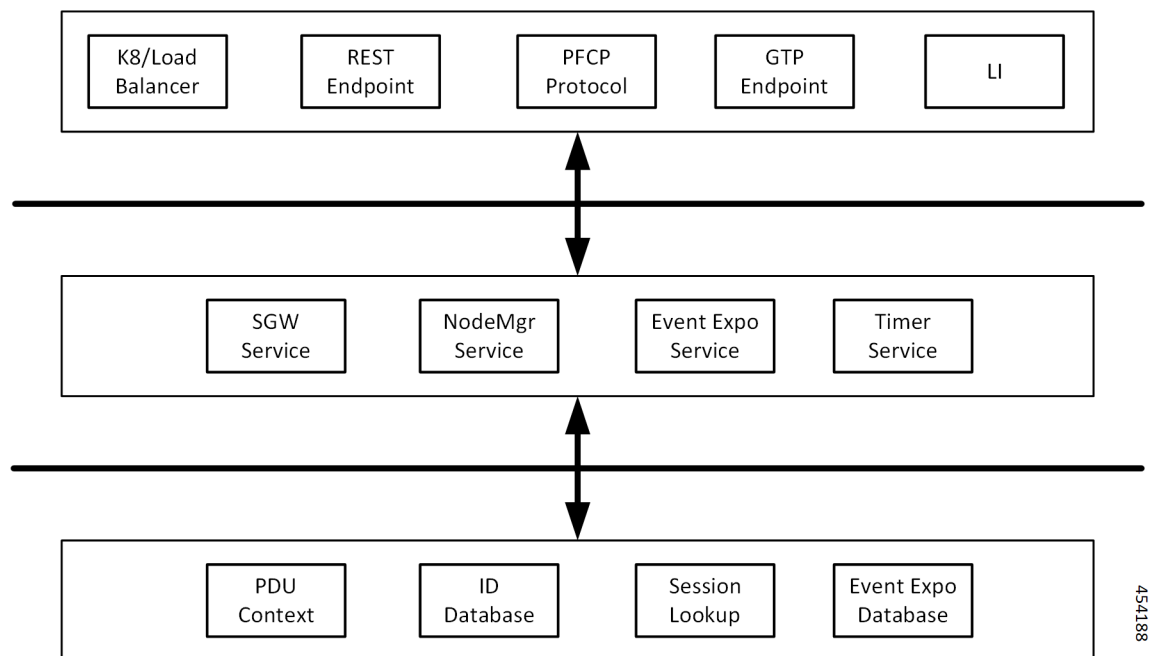 K8/Load
Balancer
REST
Endpoint
PFCP
Protocol
GTP
Endpoint
LI
SGW
Service
NodeMgr
Service
Event Expo
Service
Timer
Service
PDU
Context
ID
Database
Session
Lookup
Event Expo
Database
454188